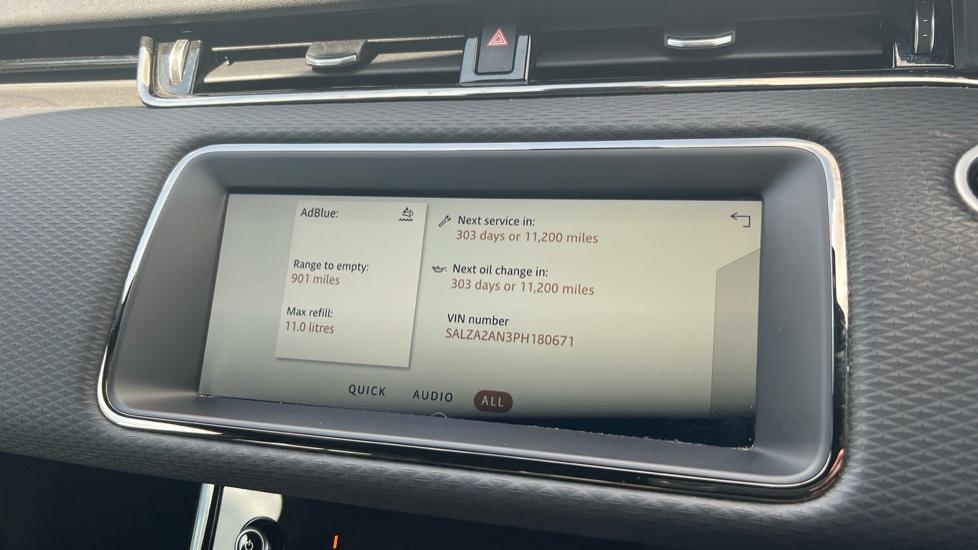 AdBlue:
Range to empty:
901 miles
Max refill:
11.0 litres
Next service in:
303 days or 11,200 miles
Next oil change in:
303 days or 11,200 miles
VIN number
SALZA2AN3PH180671
QUICK AUDIO ALL